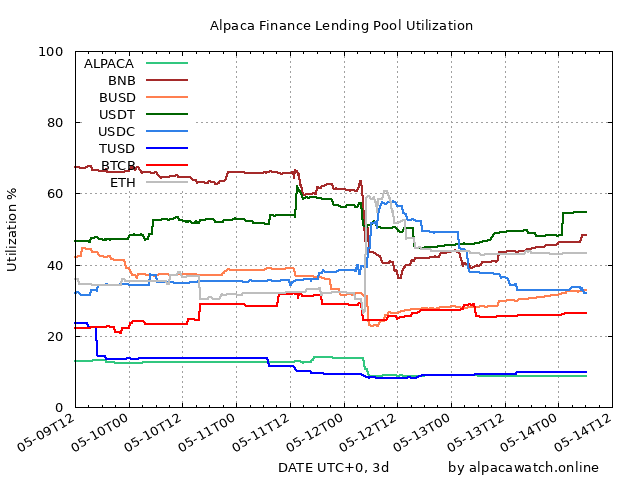 Alpaca Finance Lending Pool Utilization
100
80
60
40
20
0
Utilization %
ALPACA
BNB
BUSD
USDT
USDC
TUSD
BTCB
ETH
05-09T12
05-10T00
05-10T12
05-11T00
05-11T12
05-12T00
05-12T12
05-13T00
05-13T12
05-14T00
05-14T12
DATE UTC+0, 3d
by alpacawatch.online